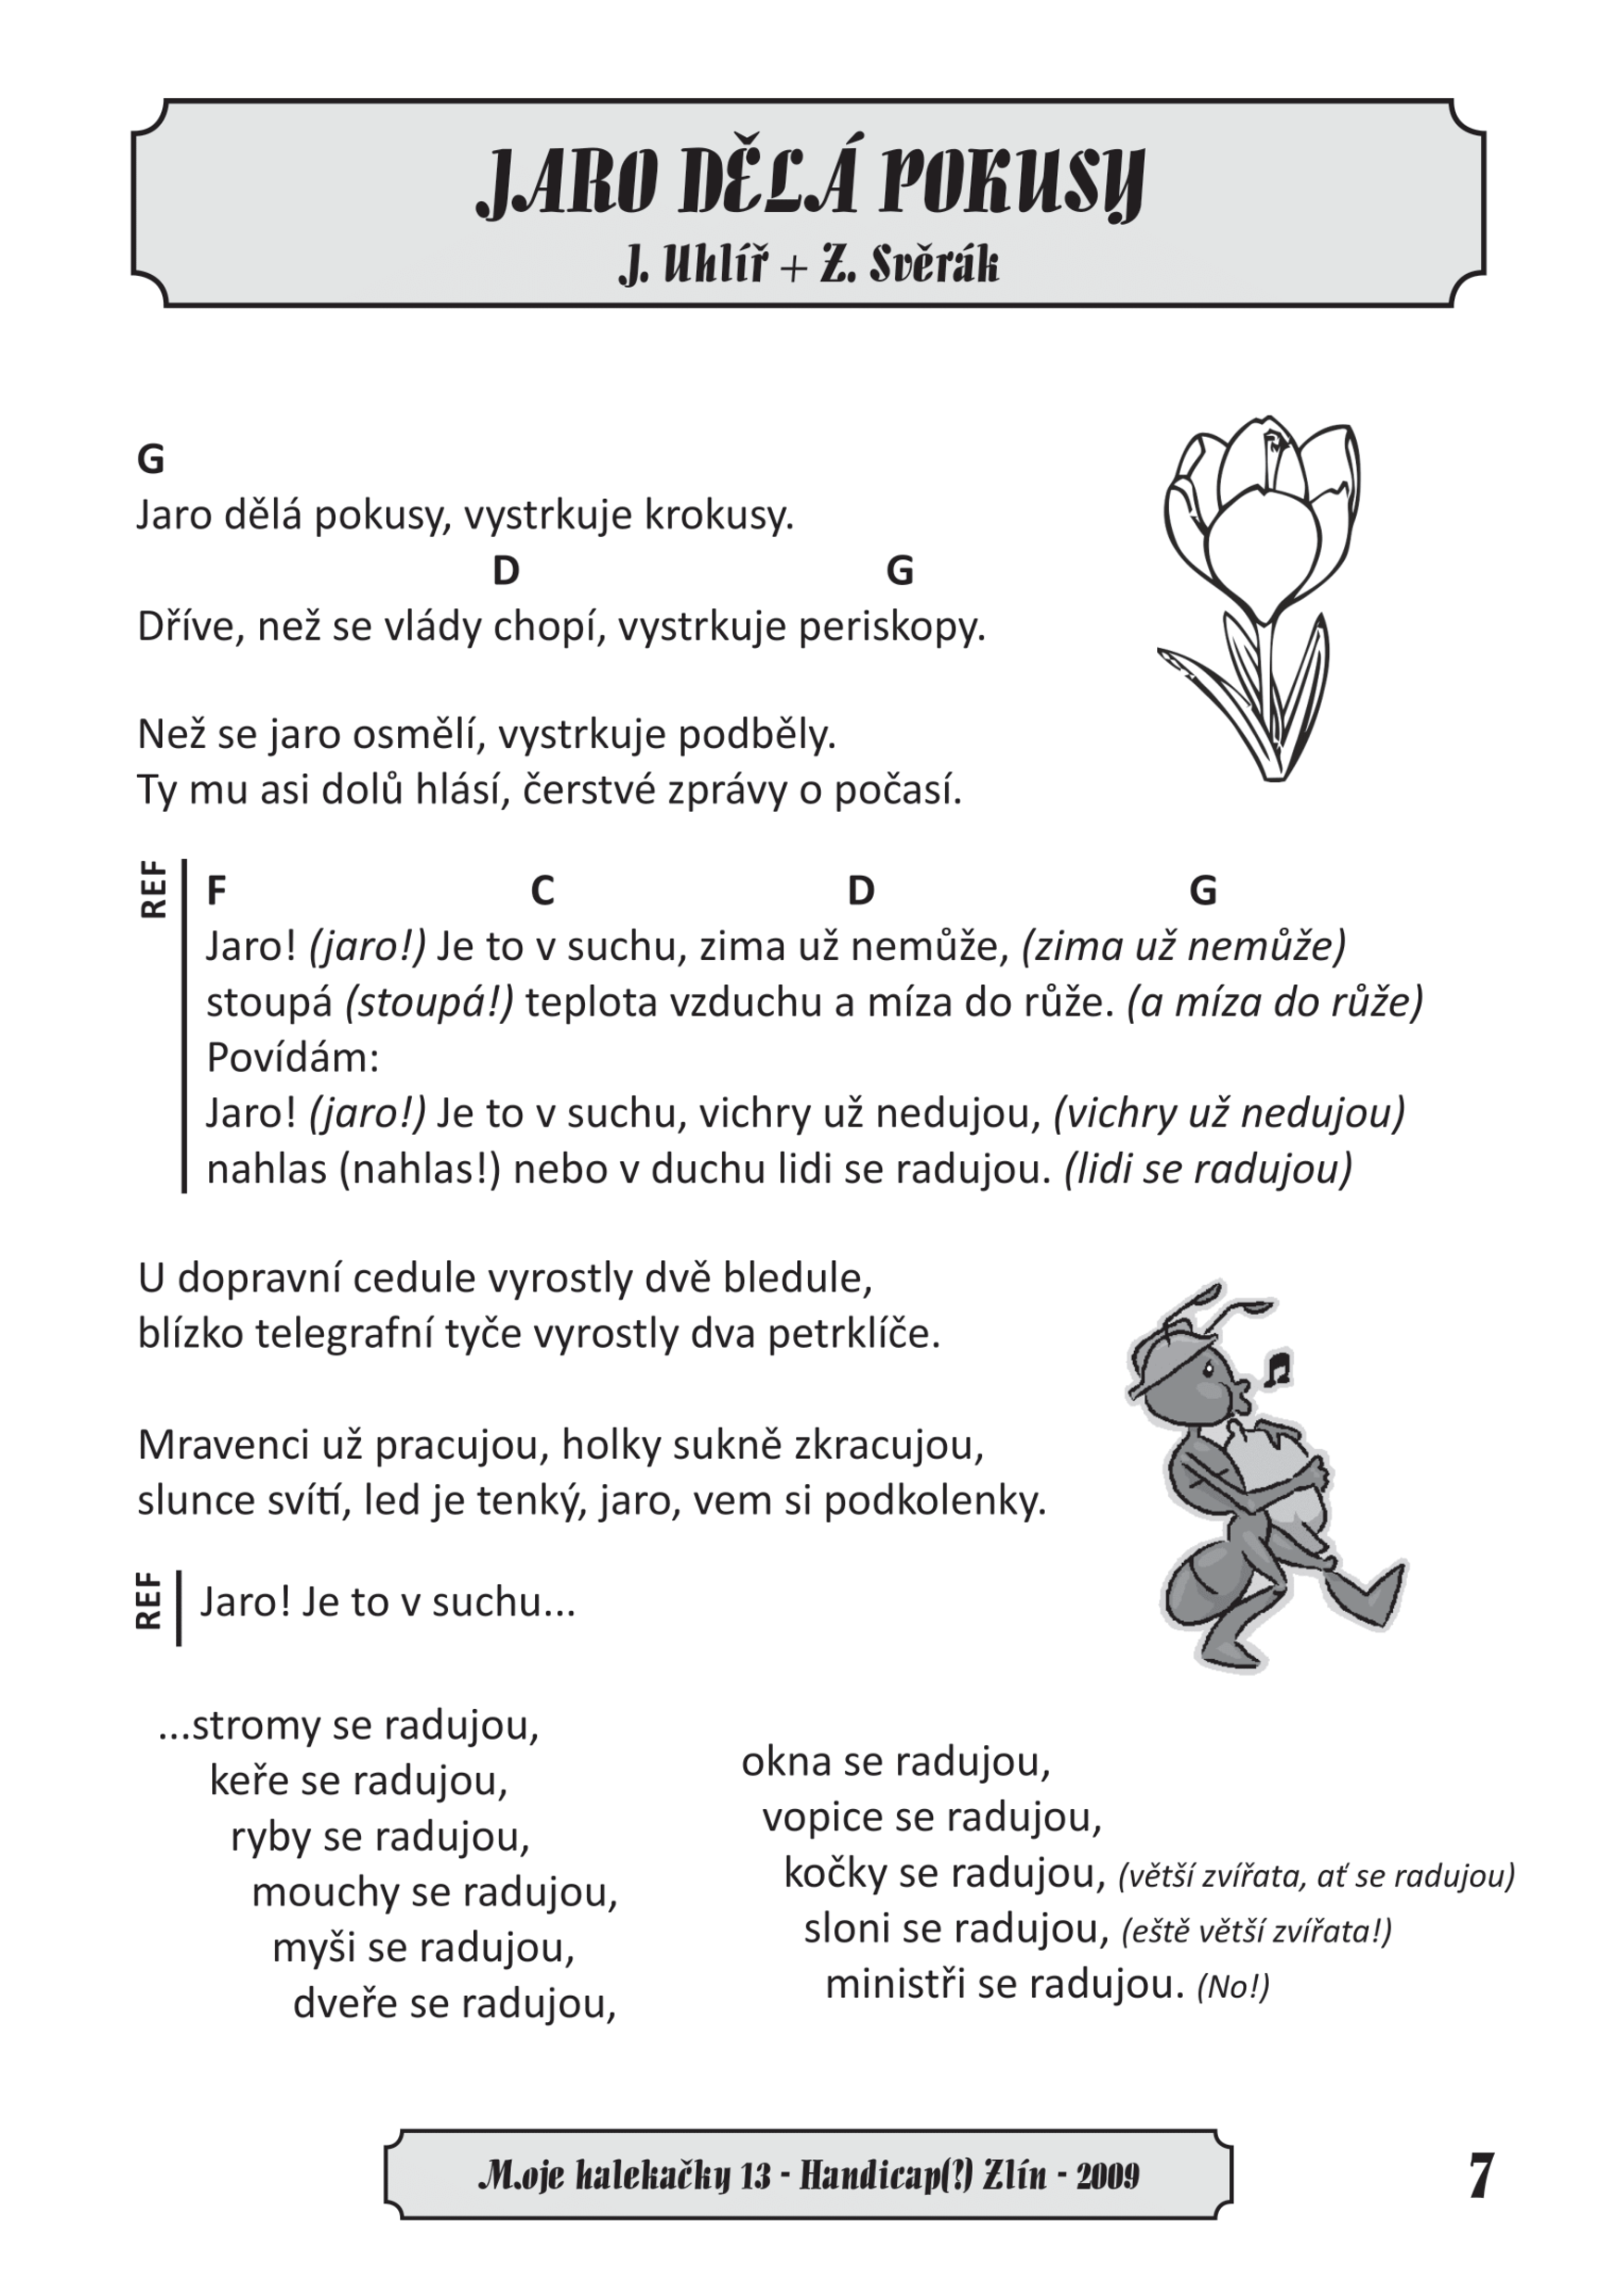 JARO DĚLÁ POKUSY
J. Uhlíř + Z. Svěrák
G
Jaro dělá pokusy, vystrkuje krokusy.
D G
Dříve, než se vlády chopí, vystrkuje periskopy.
Než se jaro osmělí, vystrkuje podběly.
Ty mu asi dolů hlásí, čerstvé zprávy o počasí.
REF
F C D G
Jaro! (jaro!) Je to v suchu, zima už nemůže, (zima už nemůže)
stoupá (stoupá!) teplota vzduchu a míza do růže. (a míza do růže)
Povídám:
Jaro! (jaro!) Je to v suchu, vichry už nedujou, (vichry už nedujou)
nahlas (nahlas!) nebo v duchu lidi se radujou. (lidi se radujou)
U dopravní cedule vyrostly dvě bledule,
blízko telegrafní tyče vyrostly dva petrklíče.
Mravenci už pracujou, holky sukně zkracujou,
slunce svítí, led je tenký, jaro, vem si podkolenky.
REF
Jaro! Je to v suchu...
...stromy se radujou,
keře se radujou,
ryby se radujou,
mouchy se radujou,
myši se radujou,
dveře se radujou,
okna se radujou,
vopice se radujou,
kočky se radujou, (větší zvířata, ať se radujou)
sloni se radujou, (eště větší zvířata!)
ministři se radujou. (No!)
Moje halekačky 13 - Handicap(?) Zlín - 2009
7